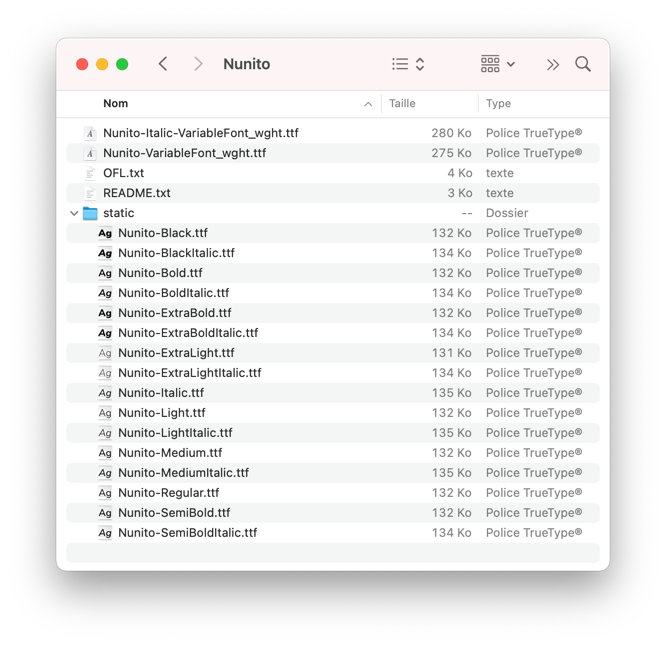 Nunito
Nom Taille Type
Nunito-Italic-VariableFont_wght.ttf 280 Ko Police TrueType®
Nunito-VariableFont_wght.ttf 275 Ko Police TrueType®
OFL.txt 4 Ko texte
README.txt 3 Ko texte
static -- Dossier
Ag Nunito-Black.ttf 132 Ko Police TrueType®
Ag Nunito-BlackItalic.ttf 134 Ko Police TrueType®
Ag Nunito-Bold.ttf 132 Ko Police TrueType®
Ag Nunito-BoldItalic.ttf 134 Ko Police TrueType®
Ag Nunito-ExtraBold.ttf 132 Ko Police TrueType®
Ag Nunito-ExtraBoldItalic.ttf 134 Ko Police TrueType®
Ag Nunito-ExtraLight.ttf 131 Ko Police TrueType®
Ag Nunito-ExtraLightItalic.ttf 134 Ko Police TrueType®
Ag Nunito-Italic.ttf 135 Ko Police TrueType®
Ag Nunito-Light.ttf 132 Ko Police TrueType®
Ag Nunito-LightItalic.ttf 135 Ko Police TrueType®
Ag Nunito-Medium.ttf 132 Ko Police TrueType®
Ag Nunito-MediumItalic.ttf 135 Ko Police TrueType®
Ag Nunito-Regular.ttf 132 Ko Police TrueType®
Ag Nunito-SemiBold.ttf 132 Ko Police TrueType®
Ag Nunito-SemiBoldItalic.ttf 134 Ko Police TrueType®